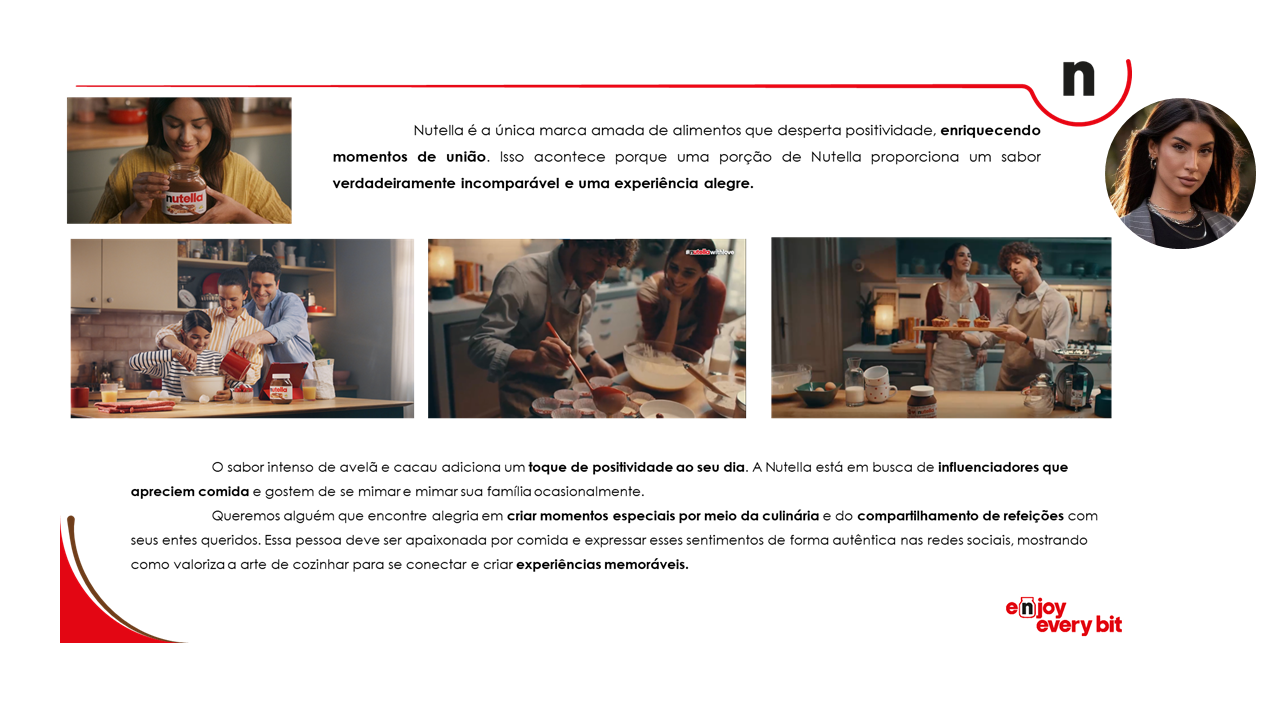 n
Nutella é a única marca amada de alimentos que desperta positividade, enriquecendo
momentos de união. Isso acontece porque uma porção de Nutella proporciona um sabor
verdadeiramente incomparável e uma experiência alegre.
nutella
#nutellawithlove
nutella
nutella
O sabor intenso de avelã e cacau adiciona um toque de positividade ao seu dia. A Nutella está em busca de influenciadores que
apreciem comida e gostem de se mimar e mimar sua família ocasionalmente.
Queremos alguém que encontre alegria em criar momentos especiais por meio da culinária e do compartilhamento de refeições com
seus entes queridos. Essa pessoa deve ser apaixonada por comida e expressar esses sentimentos de forma autêntica nas redes sociais, mostrando
como valoriza a arte de cozinhar para se conectar e criar experiências memoráveis.
enjoy
every bit